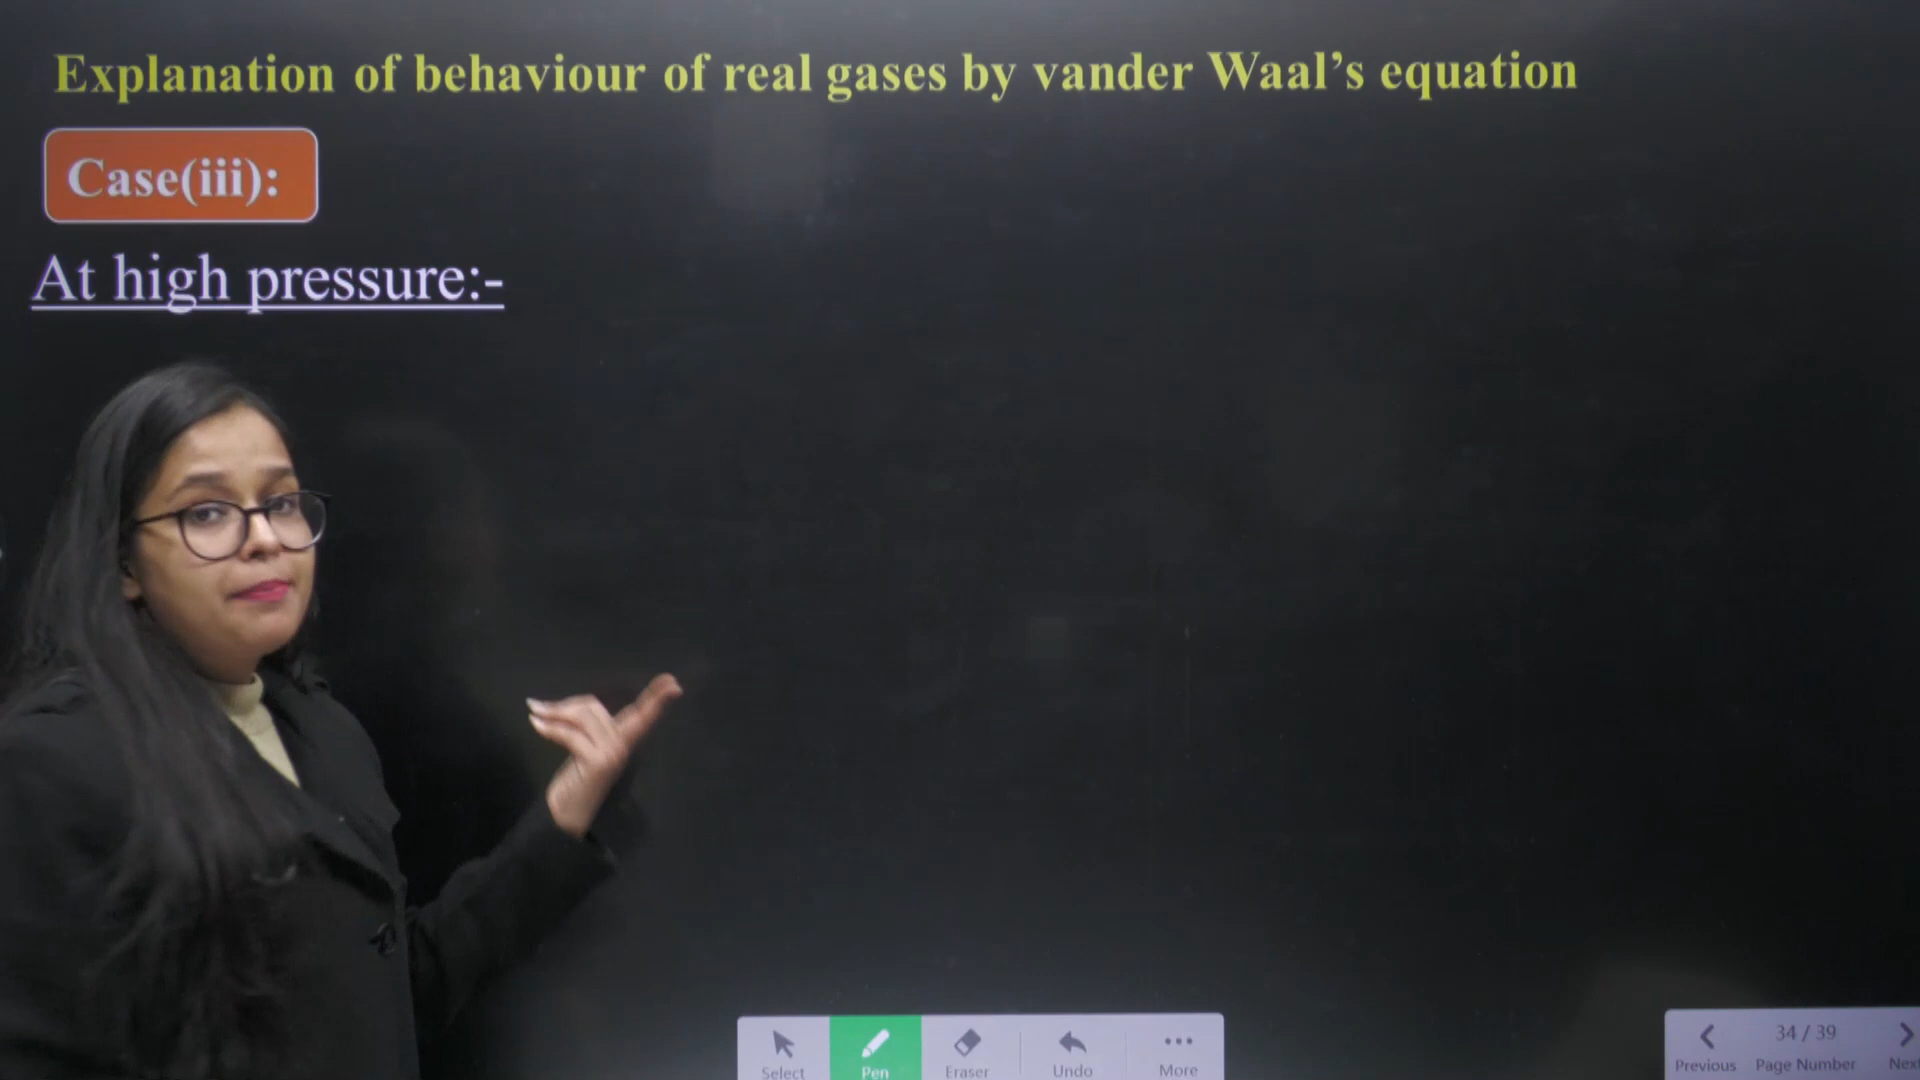 Explanation of behaviour of real gases by vander Waal’s equation
Case(iii):
At high pressure:-
Select
Pen
Eraser
Undo
More
34 / 39
Previous
Page Number